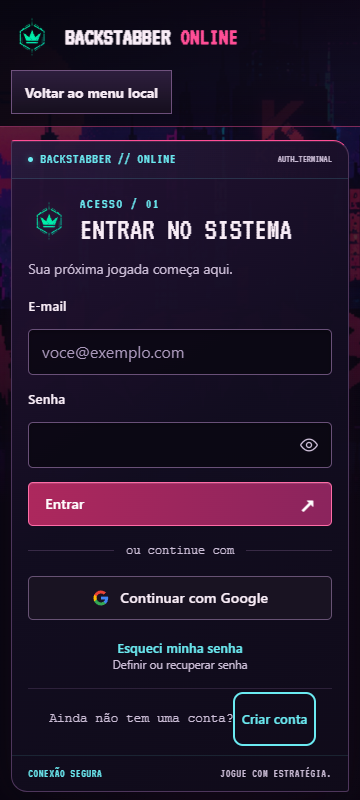 BACKSTABBER ONLINE
Voltar ao menu local
BACKSTABBER // ONLINE
AUTH_TERMINAL
ACESSO / 01
ENTRAR NO SISTEMA
Sua próxima jogada começa aqui.
E-mail
voce@exemplo.com
Senha
Entrar
ou continue com
Continuar com Google
Esqueci minha senha
Definir ou recuperar senha
Ainda não tem uma conta? Criar conta
CONEXÃO SEGURA
JOGUE COM ESTRATÉGIA.